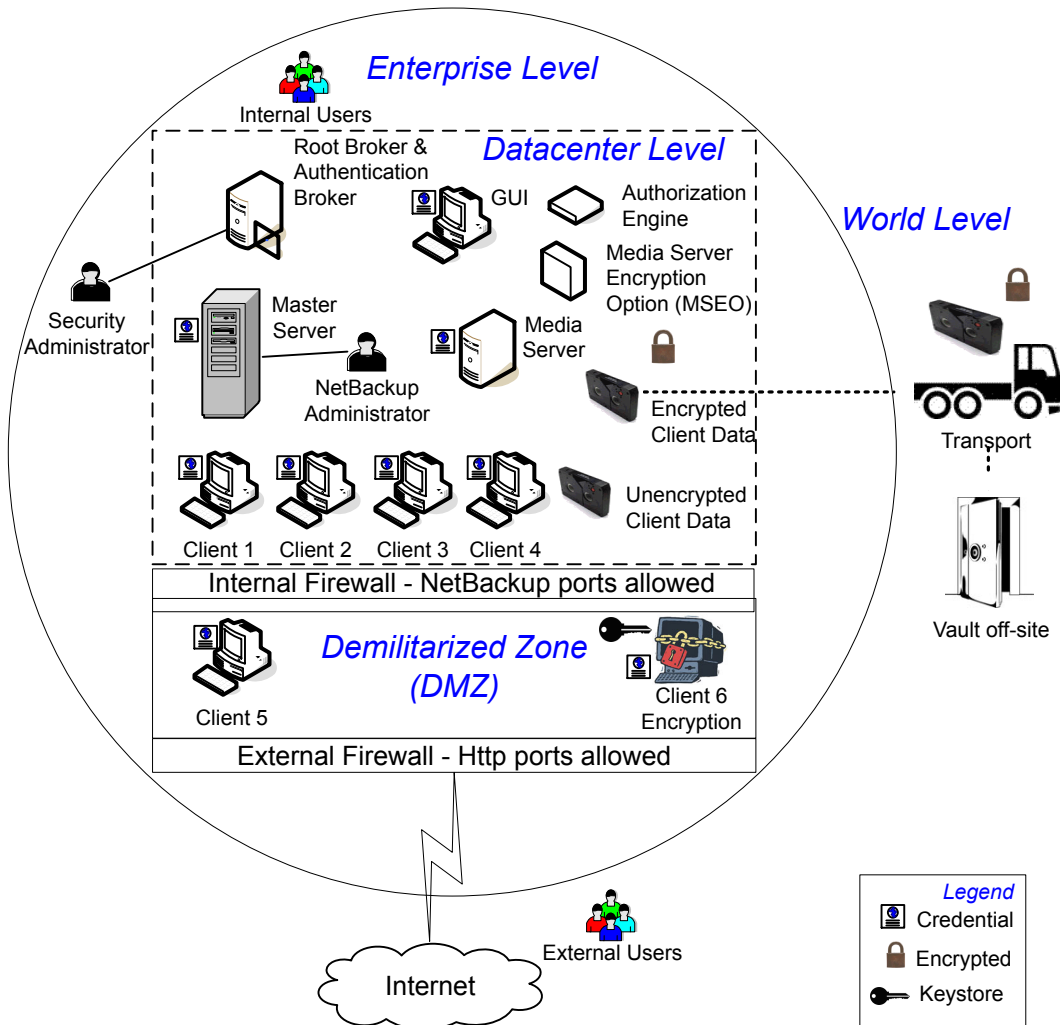 Enterprise Level
Internal Users
Datacenter Level
Root Broker &
Authentication
Broker
GUI
Authorization
Engine
World Level
Media Server
Encryption
Option (MSEO)
Security
Administrator
Master
Server
Media
Server
NetBackup
Administrator
Encrypted
Client Data
Transport
Unencrypted
Client Data
Client 1
Client 2
Client 3
Client 4
Vault off-site
Internal Firewall - NetBackup ports allowed
Demilitarized Zone
(DMZ)
Client 5
Client 6
Encryption
External Firewall - Http ports allowed
External Users
Internet
Legend
Credential
Encrypted
Keystore